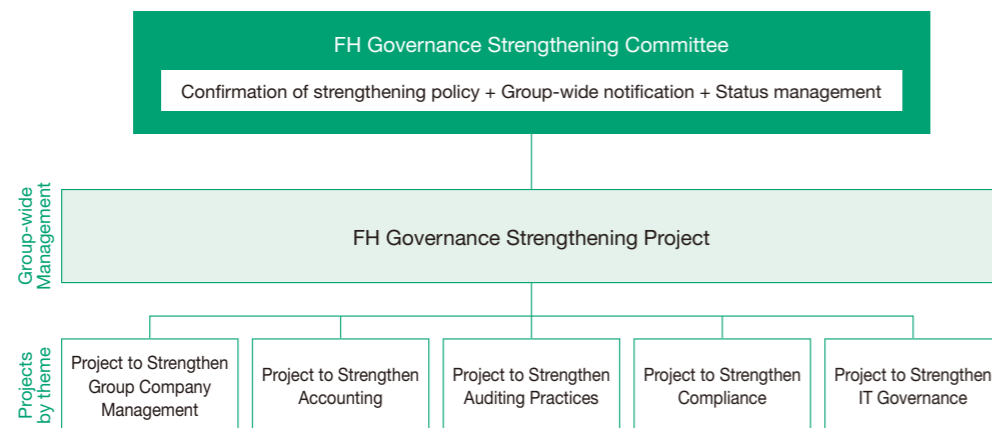 FH Governance Strengthening Committee
Confirmation of strengthening policy + Group-wide notification + Status management
Group-wide
Management
FH Governance Strengthening Project
Projects
by theme
Project to Strengthen
Group Company
Management
Project to Strengthen
Accounting
Project to Strengthen
Auditing Practices
Project to Strengthen
Compliance
Project to Strengthen
IT Governance